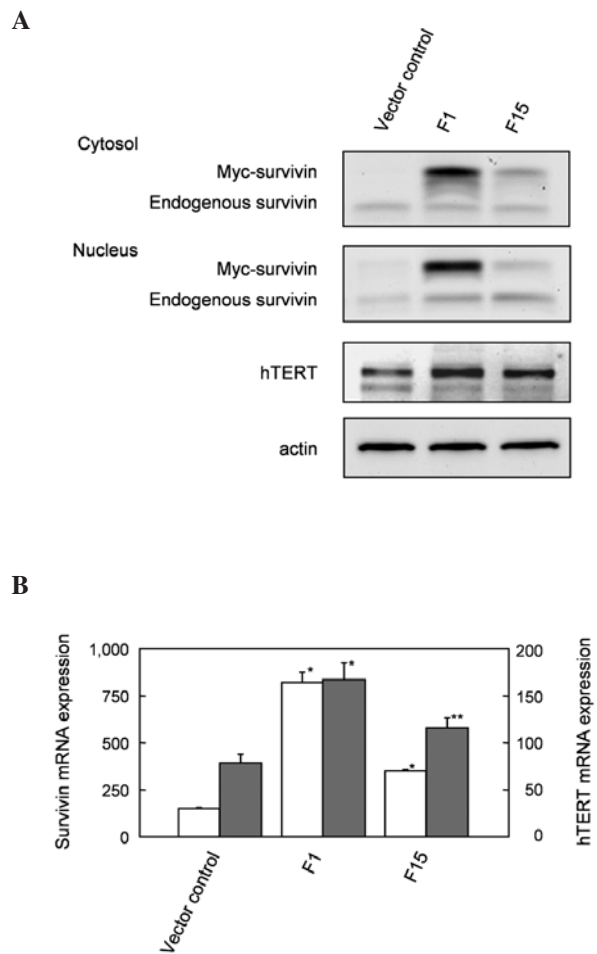 A
Vector control
F1
F15
Cytosol
Myc-survivin
Endogenous survivin
Nucleus
Myc-survivin
Endogenous survivin
hTERT
actin
B
Survivin mRNA expression
1,000
750
500
250
0
* *
* **
200
150
100
50
0
hTERT mRNA expression
Vector control
F1
F15